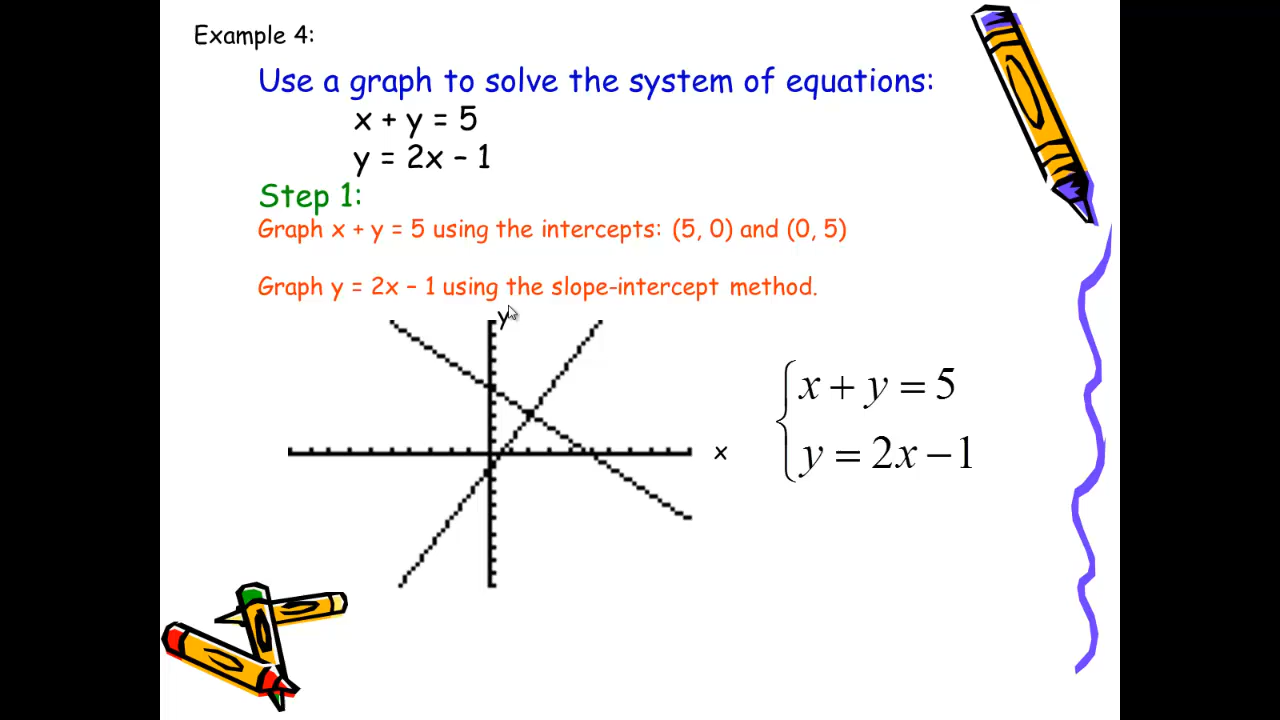 Example 4:
Use a graph to solve the system of equations:
x + y = 5
y = 2x – 1
Step 1:
Graph x + y = 5 using the intercepts: (5, 0) and (0, 5)
Graph y = 2x – 1 using the slope-intercept method.
y
x
x + y = 5
y = 2x – 1